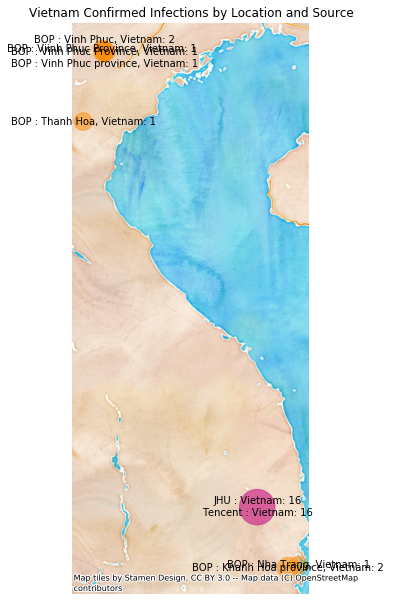 Vietnam Confirmed Infections by Location and Source
BOP : Vinh Phuc, Vietnam: 2
BOP : Vinh Phuc Province, Vietnam: 1
BOP : Vinh Phuc Province, Vietnam: 1
BOP : Vinh Phuc province, Vietnam: 1
BOP : Thanh Hoa, Vietnam: 1
JHU : Vietnam: 16
Tencent : Vietnam: 16
BOP : Nha Trang, Vietnam: 1
BOP : Khanh Hoa province, Vietnam: 2
Map tiles by Stamen Design, CC BY 3.0 -- Map data (C) OpenStreetMap
contributors